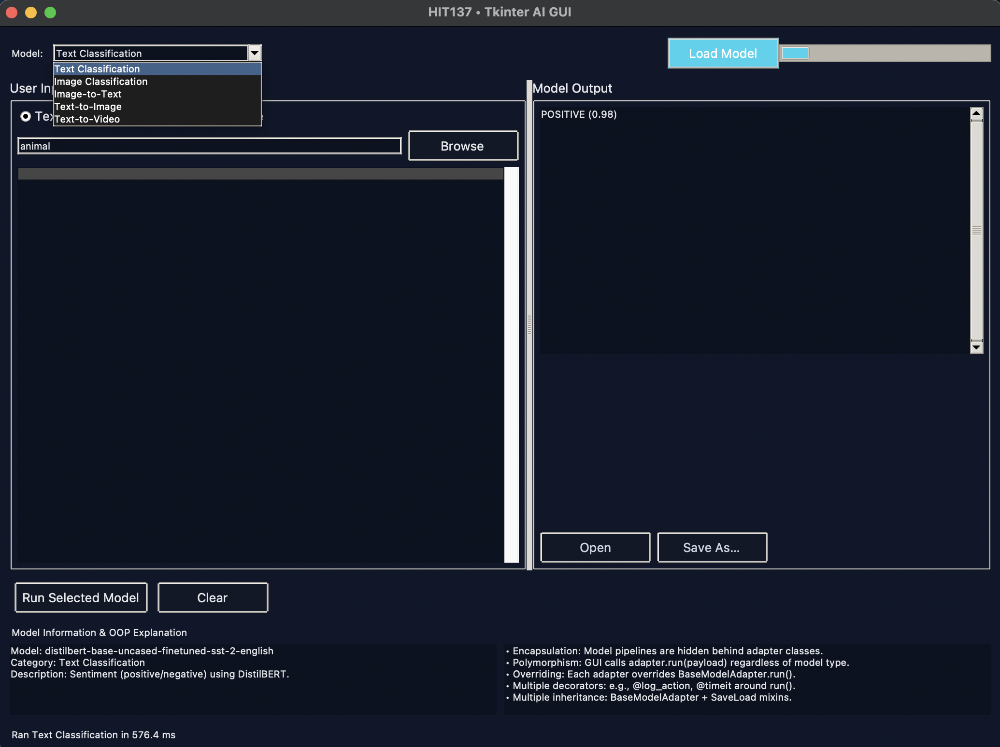 HIT137 • Tkinter AI GUI
Model:
Text Classification
Load Model
Text Classification
Image Classification
Image-to-Text
Text-to-Image
Text-to-Video
User
Model Output
POSITIVE (0.98)
animal
Browse
Open
Save As...
Run Selected Model
Clear
Model Information & OOP Explanation
Model: distilbert-base-uncased-finetuned-sst-2-english
Category: Text Classification
Description: Sentiment (positive/negative) using DistilBERT.
• Encapsulation: Model pipelines are hidden behind adapter classes.
• Polymorphism: GUI calls adapter.run(payload) regardless of model type.
• Overriding: Each adapter overrides BaseModelAdapter.run().
• Multiple decorators: e.g., @log_action, @timeit around run().
• Multiple inheritance: BaseModelAdapter + SaveLoad mixins.
Ran Text Classification in 576.4 ms